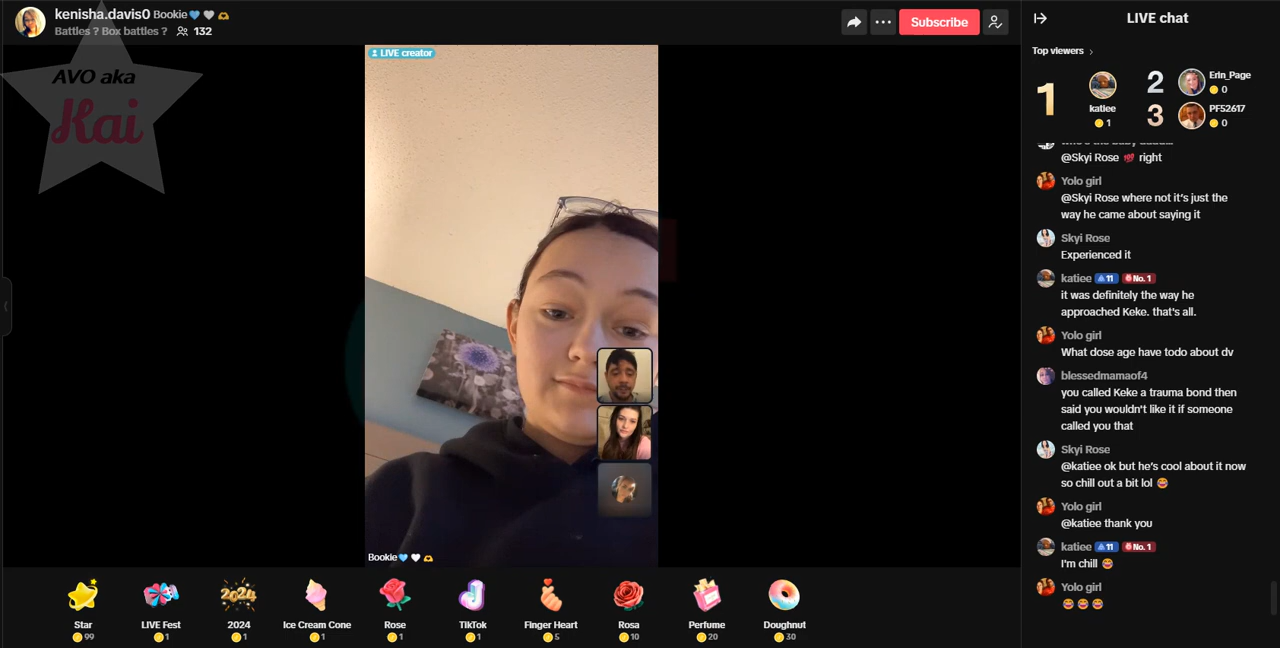 kenisha.davis0 Bookie🩵🤍🫶
Battles ? Box battles ? 132
Subscribe
AVO aka
Kai
LIVE creator
Bookie🩵🤍🫶
Star
99
LIVE Fest
1
2024
2024
1
Ice Cream Cone
1
Rose
1
TikTok
1
Finger Heart
5
Rosa
10
Perfume
20
Doughnut
30
LIVE chat
Top viewers
1
katiee
1
2
Erin_Page
0
3
PF52617
0
@Skyi Rose 💯 right
Yolo girl
@Skyi Rose where not it's just the
way he came about saying it
Skyi Rose
Experienced it
katiee 11 No. 1
it was definitely the way he
approached Keke. that's all.
Yolo girl
What dose age have todo about dv
blessedmamaof4
you called Keke a trauma bond then
said you wouldn't like it if someone
called you that
Skyi Rose
@katiee ok but he's cool about it now
so chill out a bit lol 😂
Yolo girl
@katiee thank you
katiee 11 No. 1
I'm chill 😂
Yolo girl
😂😂😂